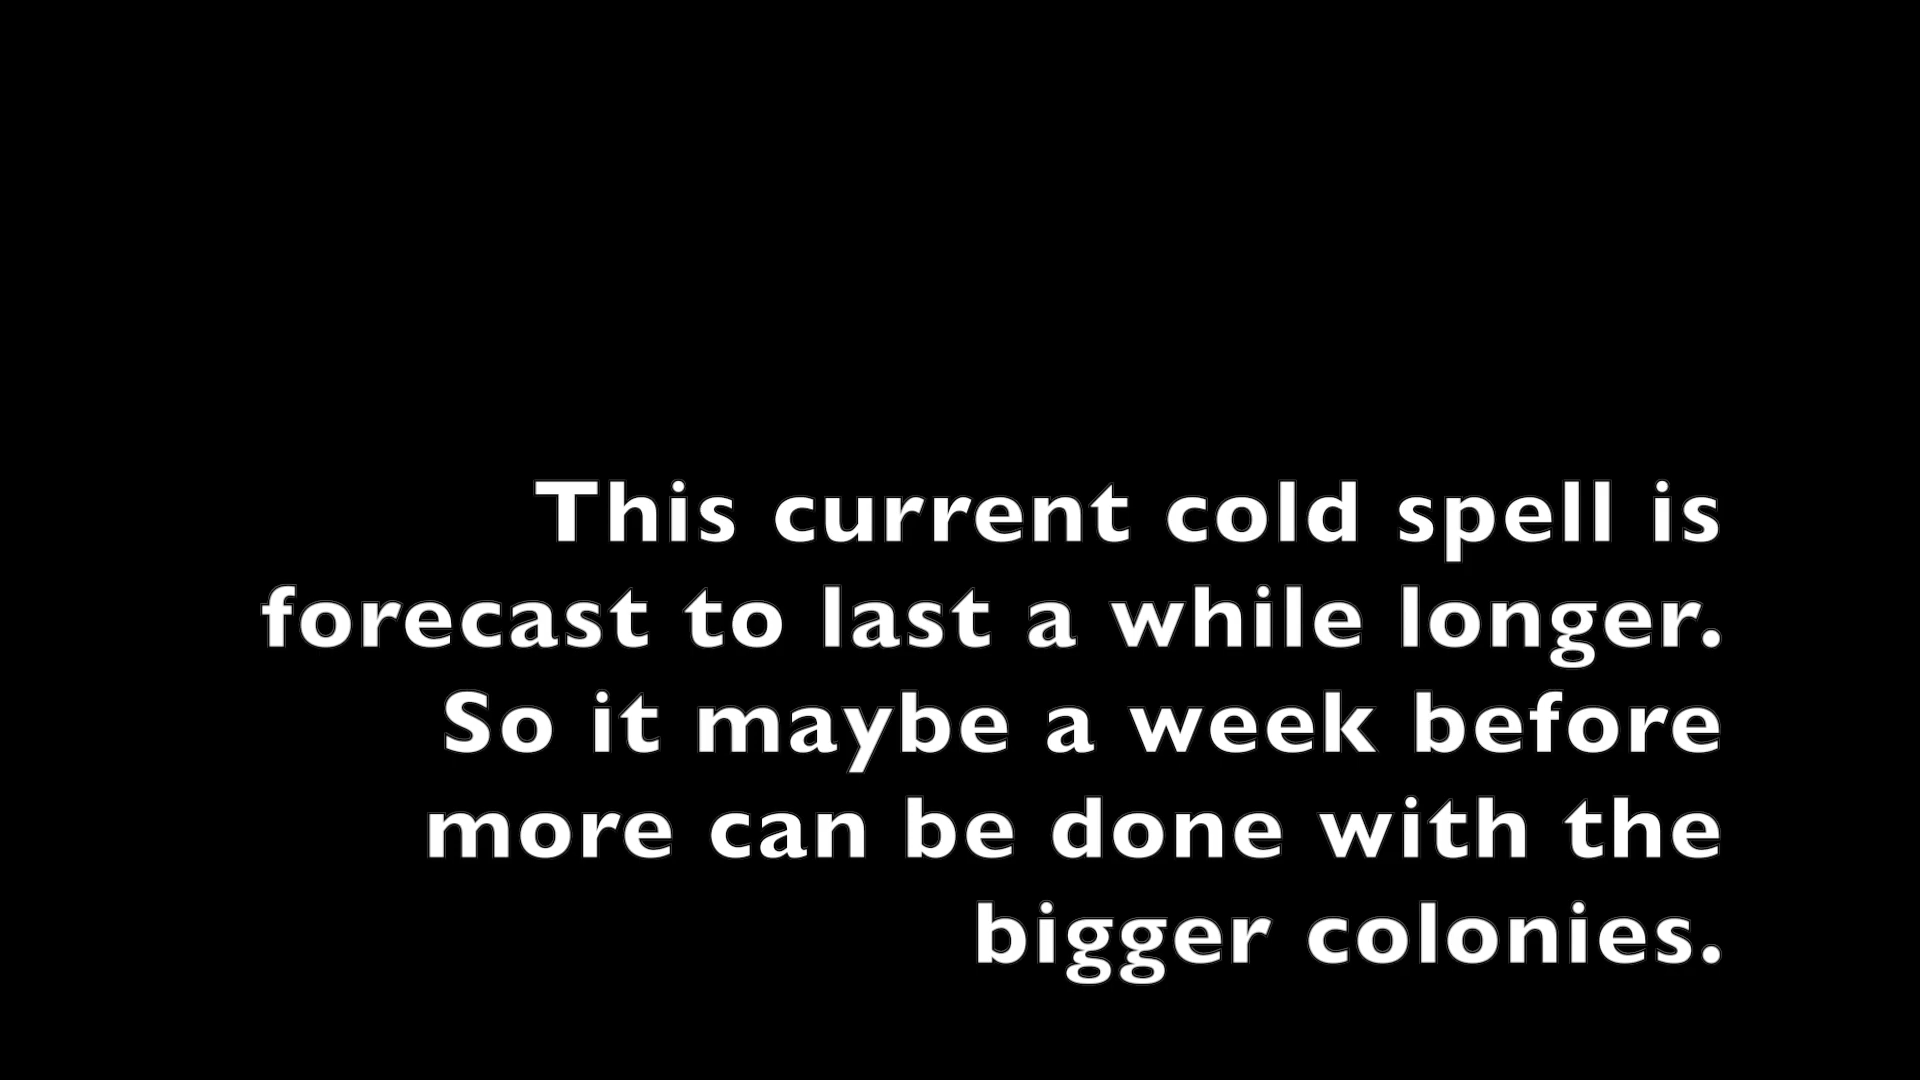 This current cold spell is
forecast to last a while longer.
So it maybe a week before
more can be done with the
bigger colonies.